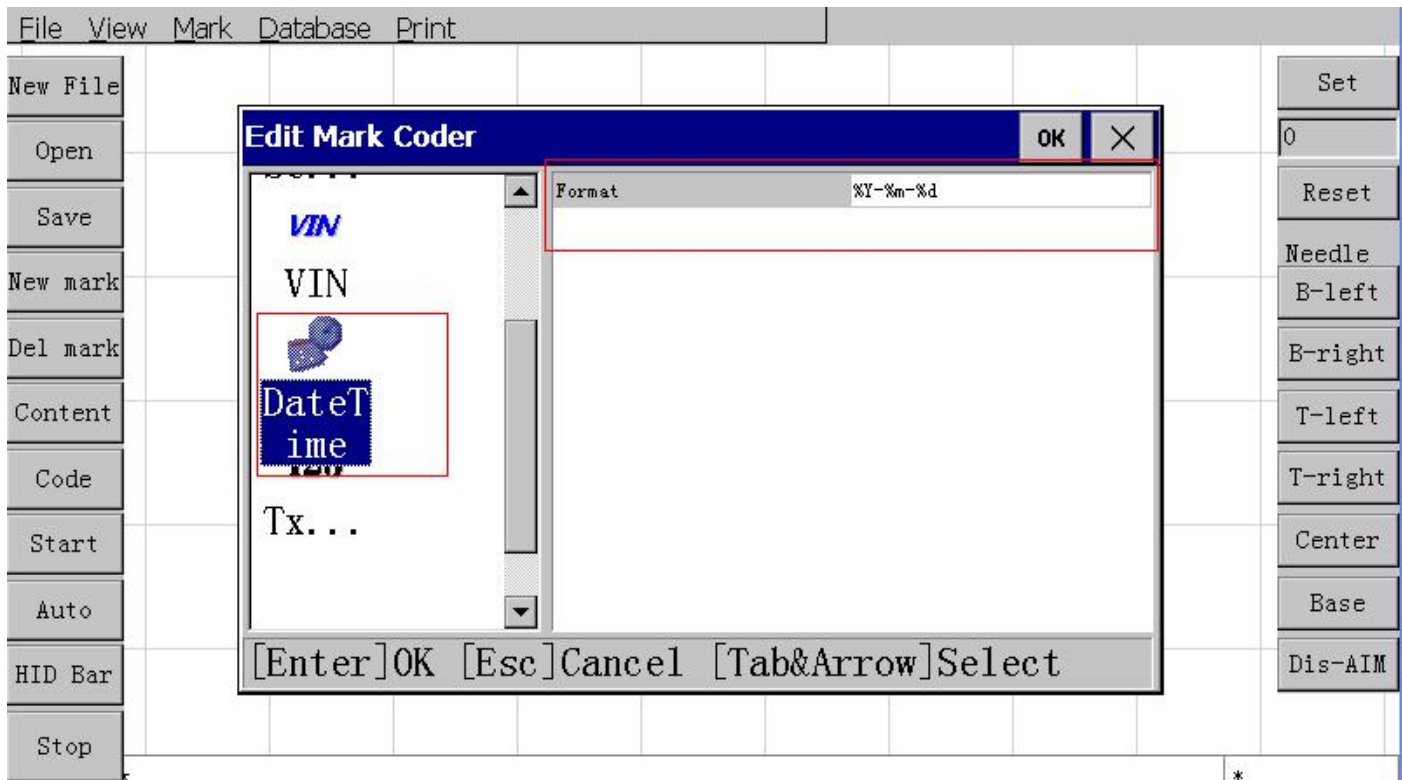 File View Mark Database Print
New File
Open
Save
New mark
Del mark
Content
Code
Start
Auto
HID Bar
Stop
Edit Mark Coder
OK
VIN
VIN
DateT
ime
Tx...
Format %Y-%m-%d
[Enter]OK [Esc]Cancel [Tab&Arrow]Select
Set
0
Reset
Needle
B-left
B-right
T-left
T-right
Center
Base
Dis-AIM
*